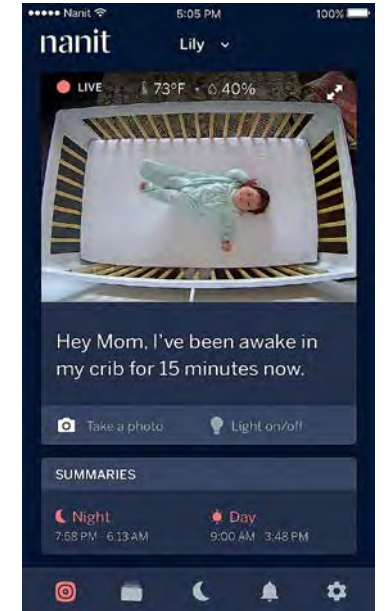 Nanit 5:05 PM 100%
nanit Lily
LIVE 73°F • 40%
Hey Mom, I've been awake in
my crib for 15 minutes now.
Take a photo Light on/off
SUMMARIES
Night Day
7:58 PM - 6:13 AM 9:00 AM - 3:48 PM